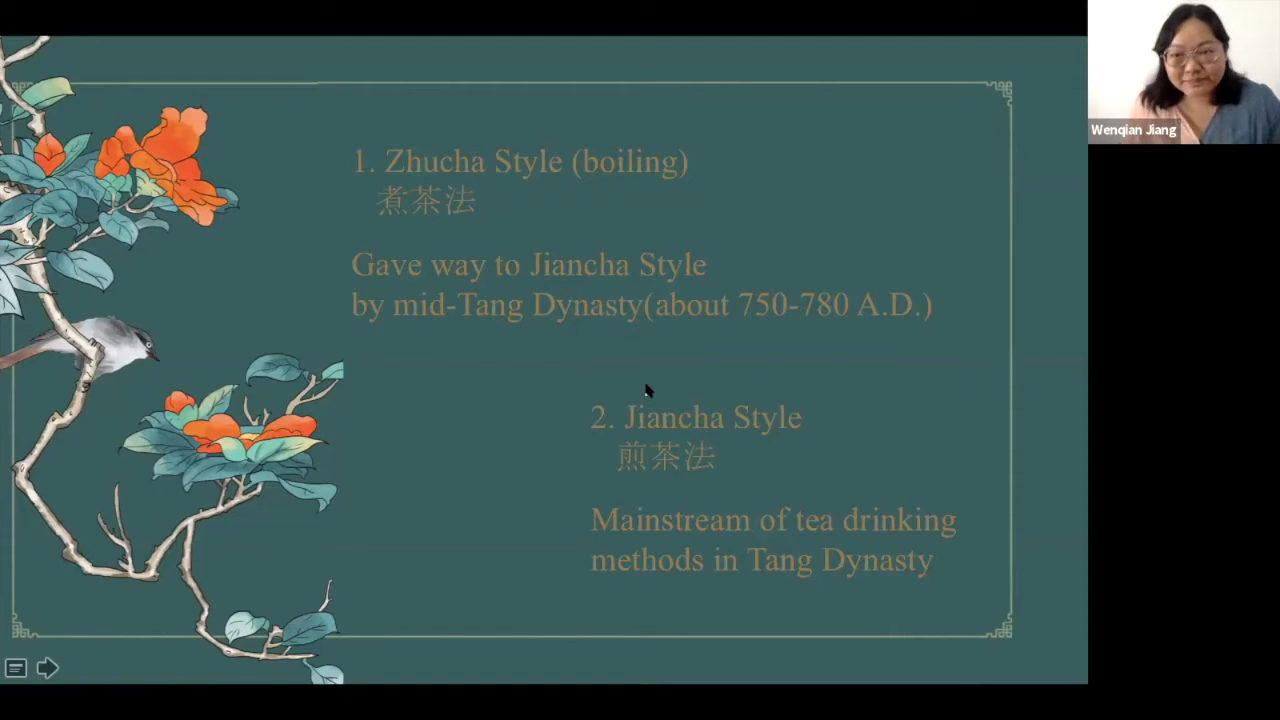 1. Zhucha Style (boiling)
煮茶法
Gave way to Jiancha Style
by mid-Tang Dynasty(about 750-780 A.D.)
2. Jiancha Style
煎茶法
Mainstream of tea drinking
methods in Tang Dynasty
Wenqian Jiang